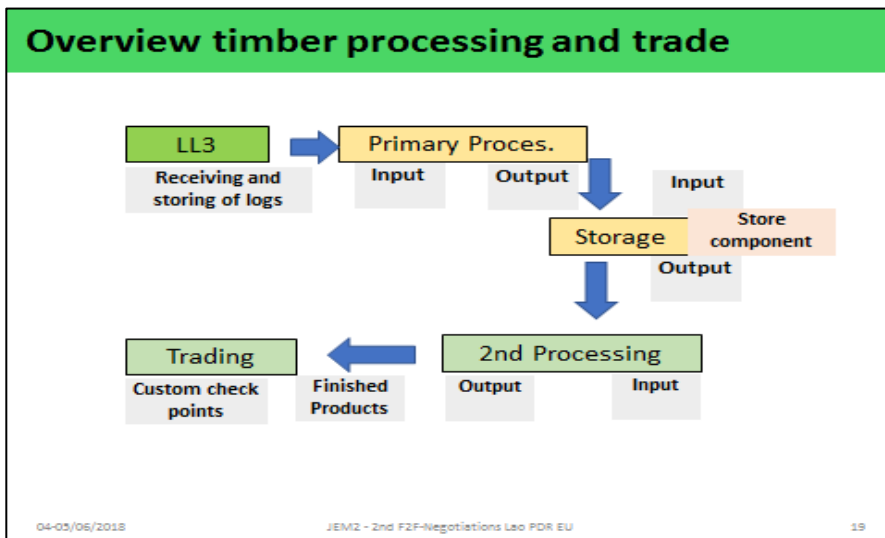 Overview timber processing and trade
LL3
Receiving and
storing of logs
Primary Proces.
Input
Output
Input
Storage
Store
component
Output
2nd Processing
Output
Input
Trading
Custom check
points
Finished
Products
04-05/06/2018
JEM2 - 2nd F2F-Negotiations Lao PDR EU
19